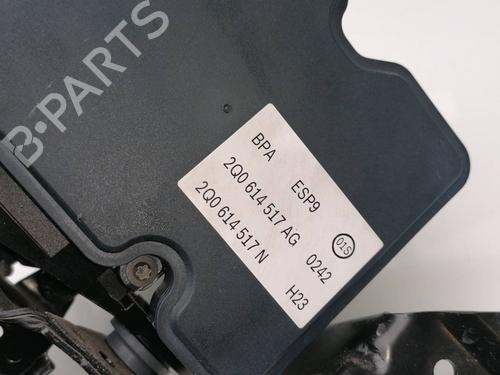 B-PARTS
BPA ESP9 01S
2Q0 614 517 AG 0242
2Q0 614 517 N H23